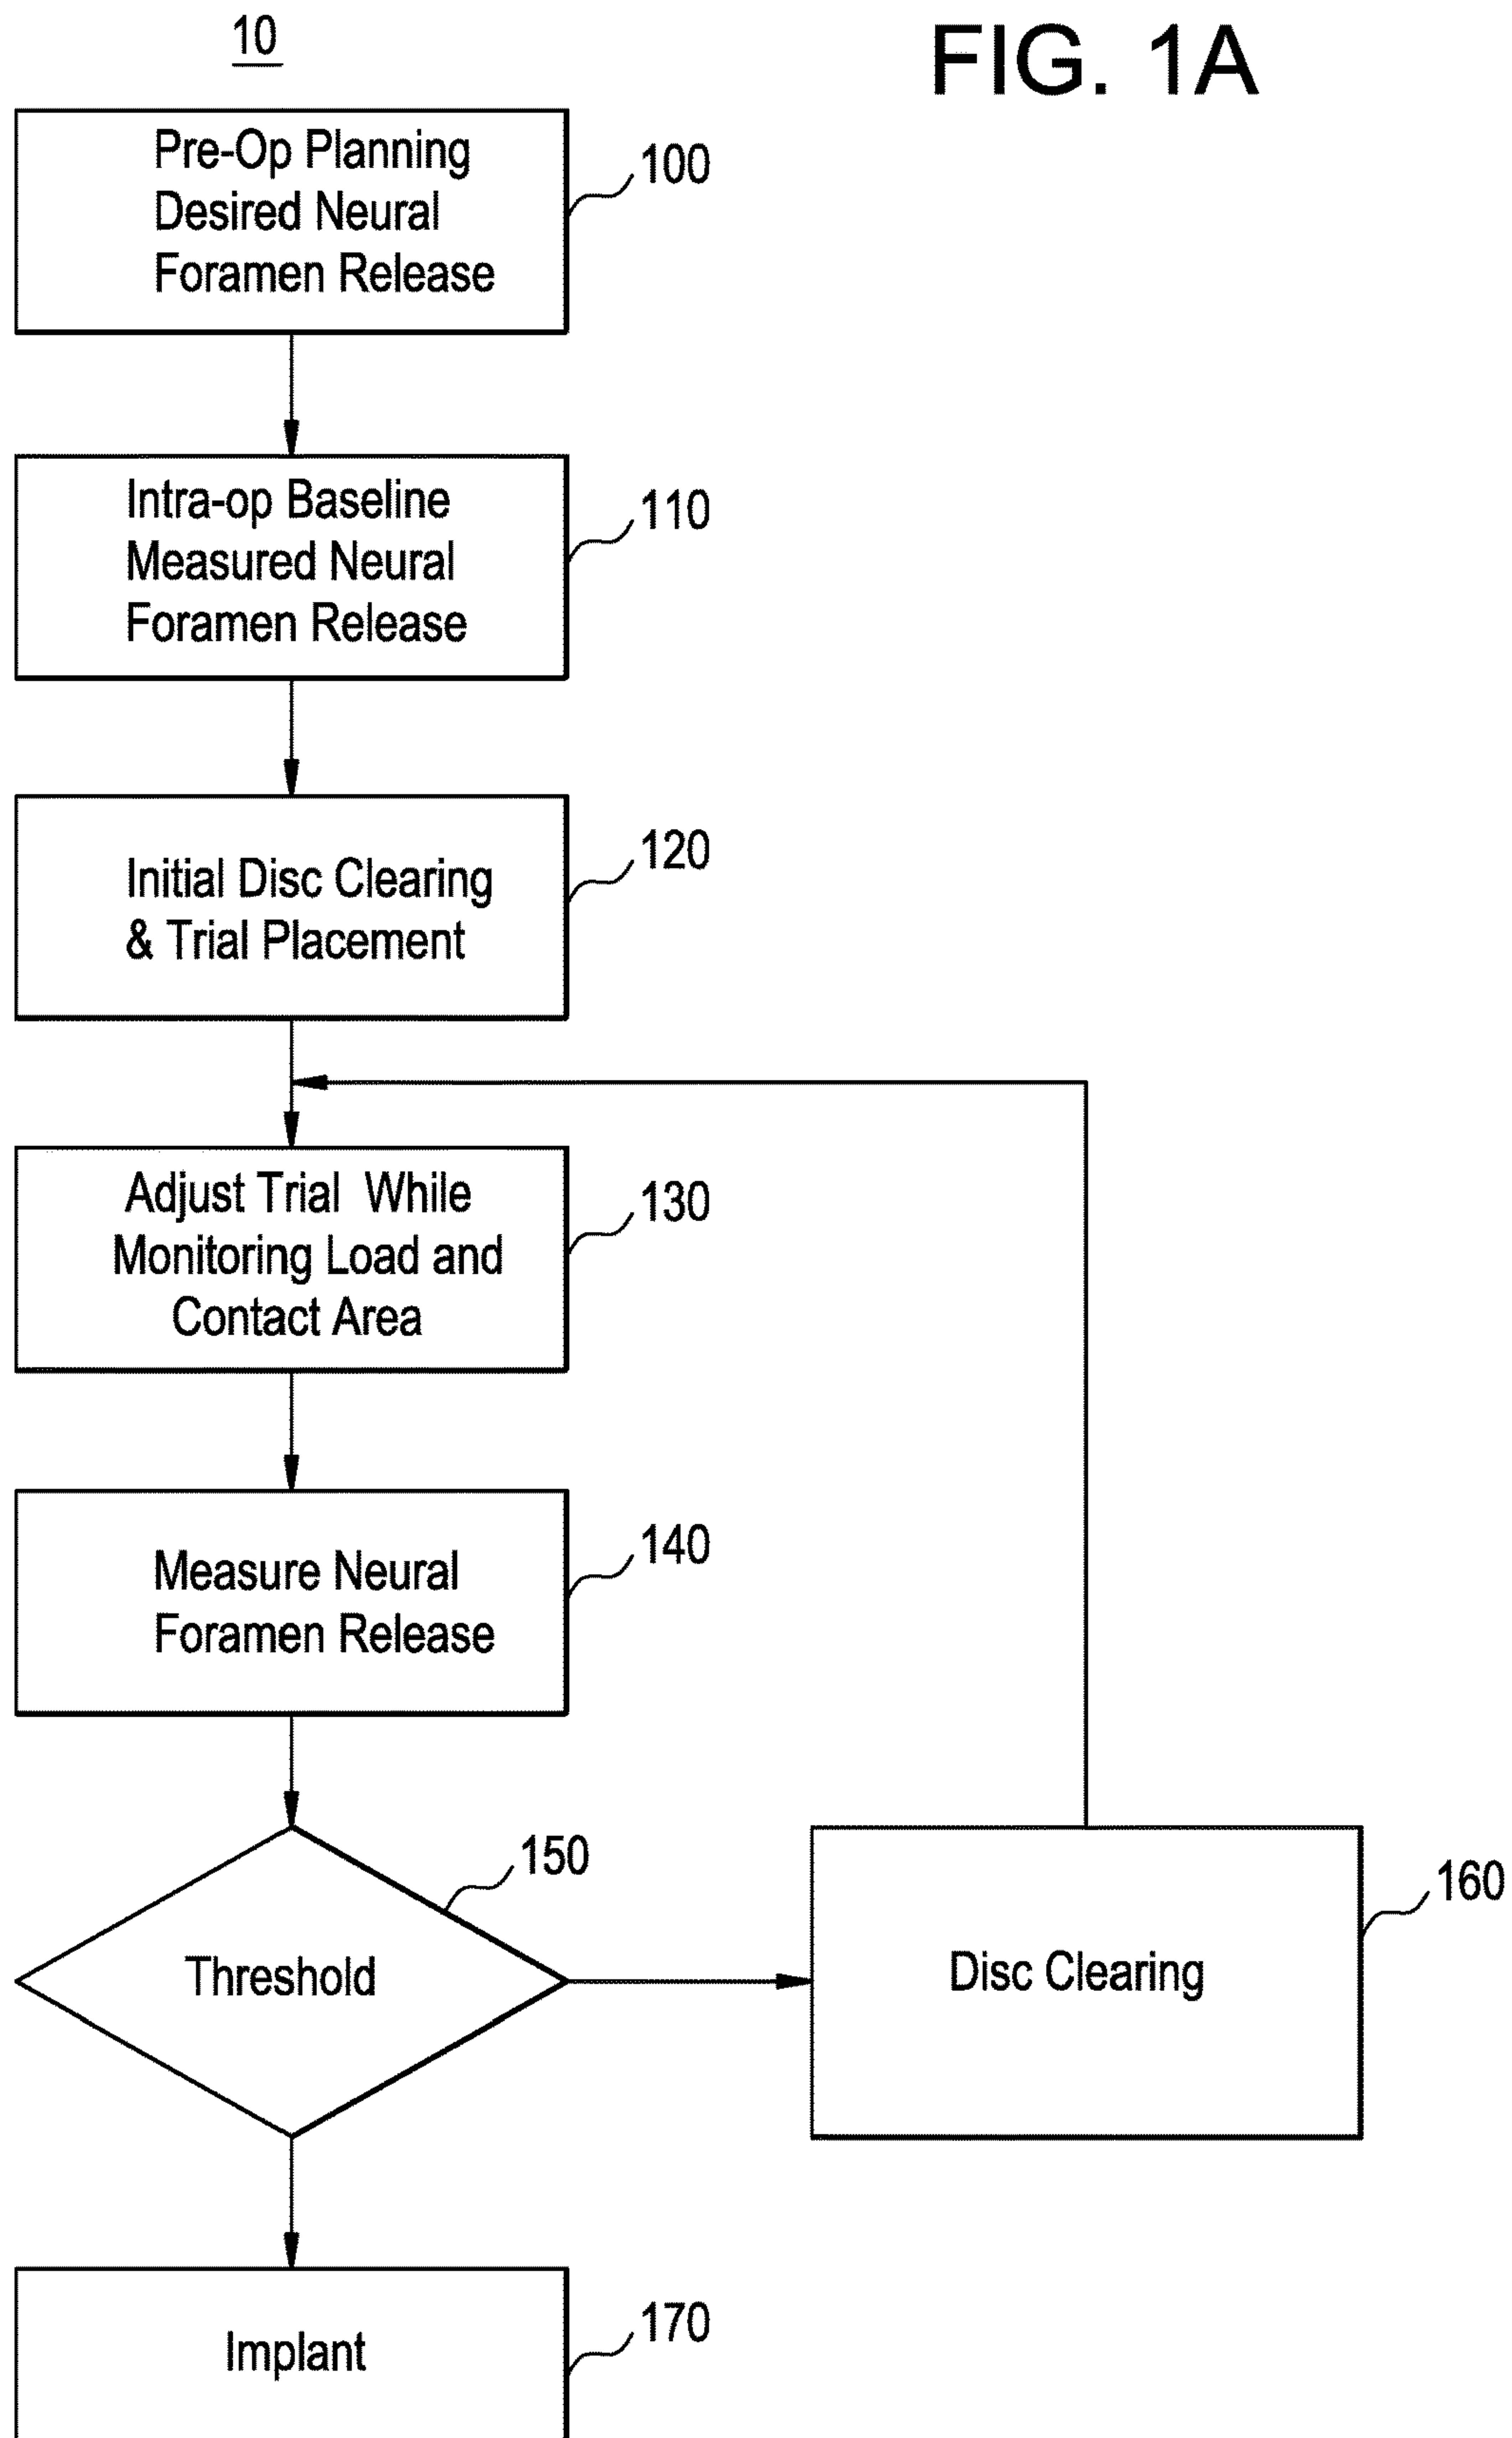 10
FIG. 1A
Pre-Op Planning
Desired Neural
Foramen Release
100
Intra-op Baseline
Measured Neural
Foramen Release
110
Initial Disc Clearing
& Trial Placement
120
Adjust Trial While
Monitoring Load and
Contact Area
130
Measure Neural
Foramen Release
140
Threshold
150
Disc Clearing
160
Implant
170